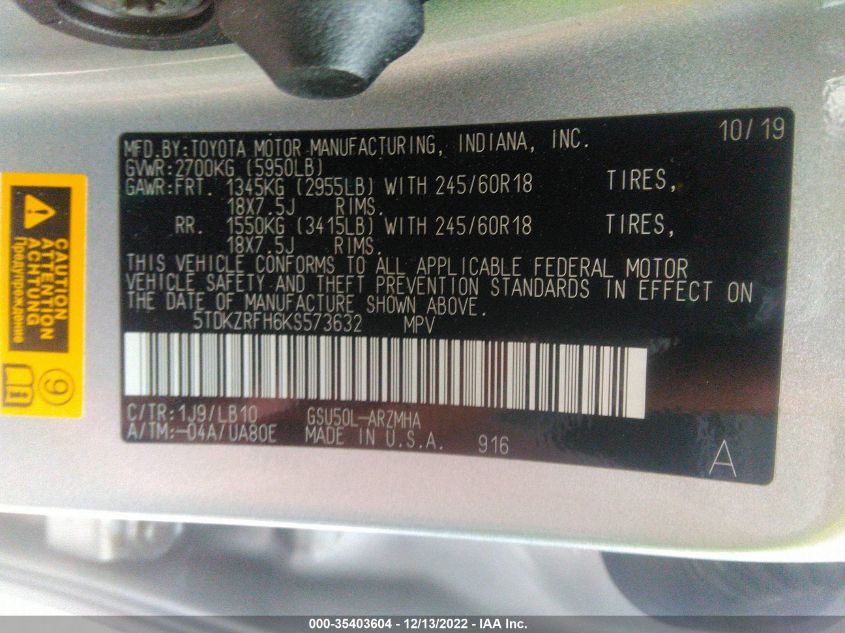 MFD.BY:TOYOTA MOTOR MANUFACTURING, INDIANA, INC. 10/19
GVWR:2700KG (5950LB)
GAWR:FRT. 1345KG (2955LB) WITH 245/60R18 TIRES,
18X7.5J RIMS.
RR. 1550KG (3415LB) WITH 245/60R18 TIRES,
18X7.5J RIMS.
THIS VEHICLE CONFORMS TO ALL APPLICABLE FEDERAL MOTOR
VEHICLE SAFETY AND THEFT PREVENTION STANDARDS IN EFFECT ON
THE DATE OF MANUFACTURE SHOWN ABOVE.
5TDKZRFH6KS573632 MPV
C/TR:1J9/LB10 GSU50L-ARZMHA
A/TM:-04A/UA80E MADE IN U.S.A. 916
A
CAUTION
ATTENTION
ACHTUNG
Предупреждение
9
000-35403604 - 12/13/2022 - IAA Inc.